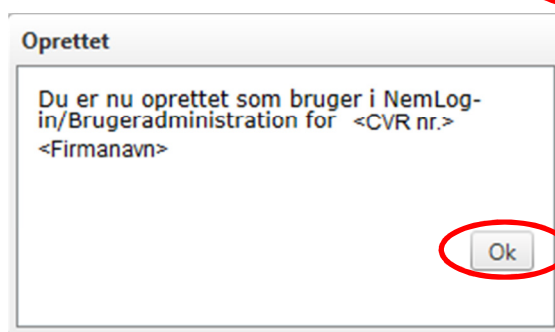 Oprettet
Du er nu oprettet som bruger i NemLog-
in/Brugeradministration for <CVR nr.>
<Firmanavn>
Ok